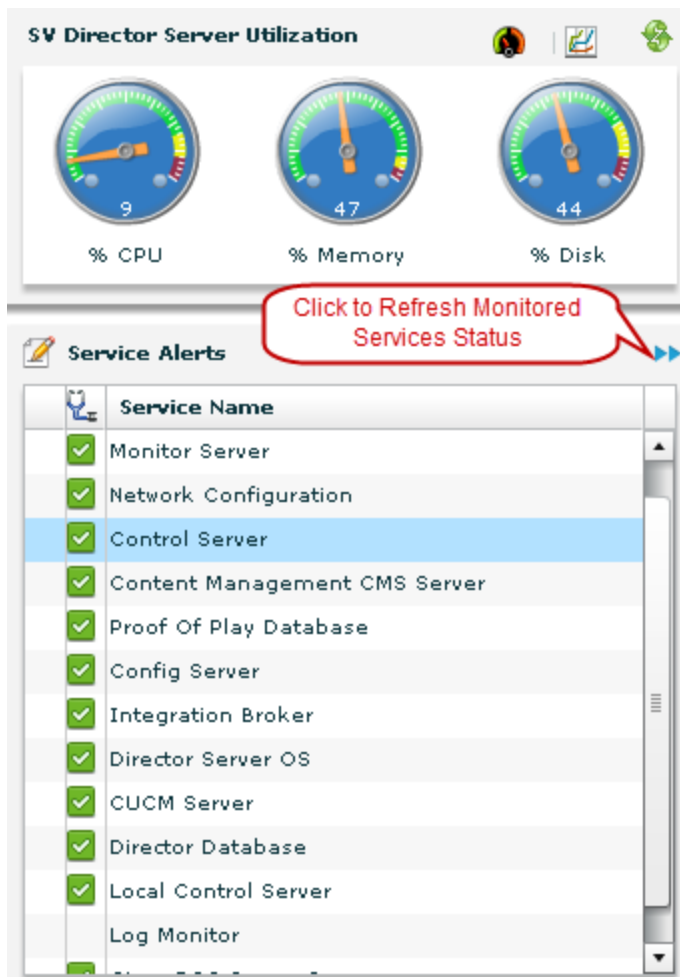 SV Director Server Utilization
9
47
44
% CPU
% Memory
% Disk
Click to Refresh Monitored
Services Status
Service Alerts
Service Name
Monitor Server
Network Configuration
Control Server
Content Management CMS Server
Proof Of Play Database
Config Server
Integration Broker
Director Server OS
CUCM Server
Director Database
Local Control Server
Log Monitor